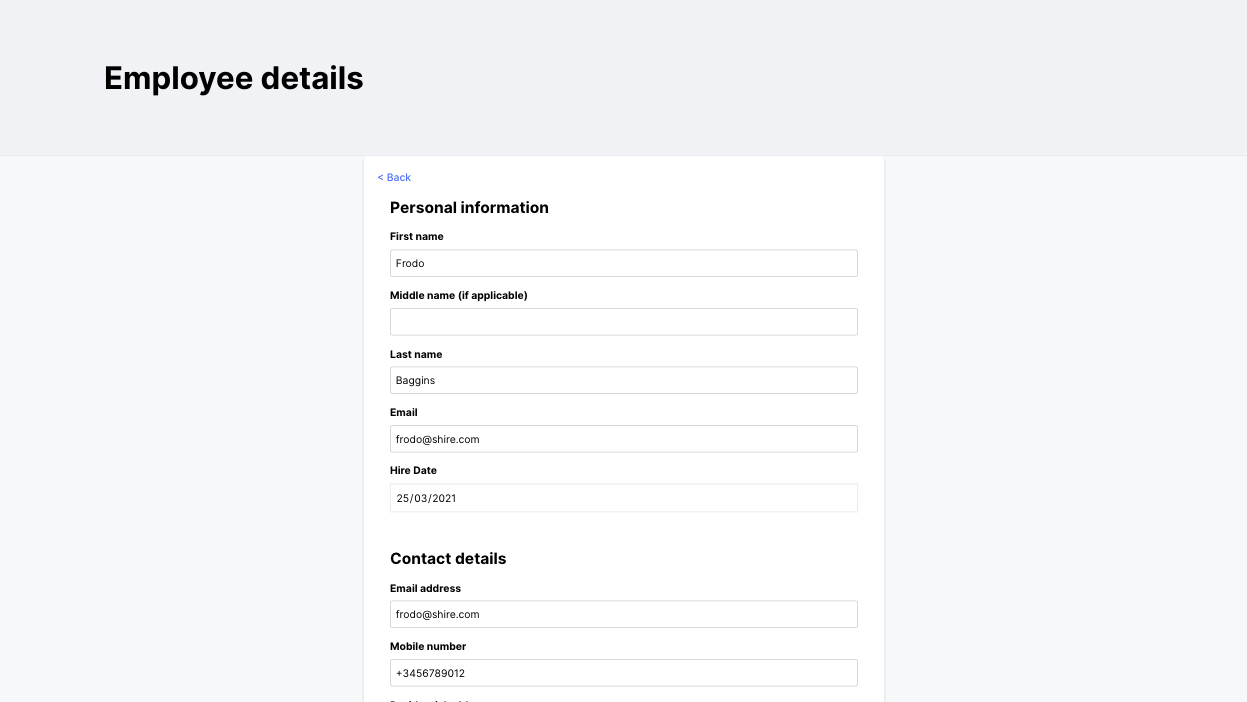 Employee details
< Back
Personal information
First name
Frodo
Middle name (if applicable)
Last name
Baggins
Email
frodo@shire.com
Hire Date
25/03/2021
Contact details
Email address
frodo@shire.com
Mobile number
+3456789012